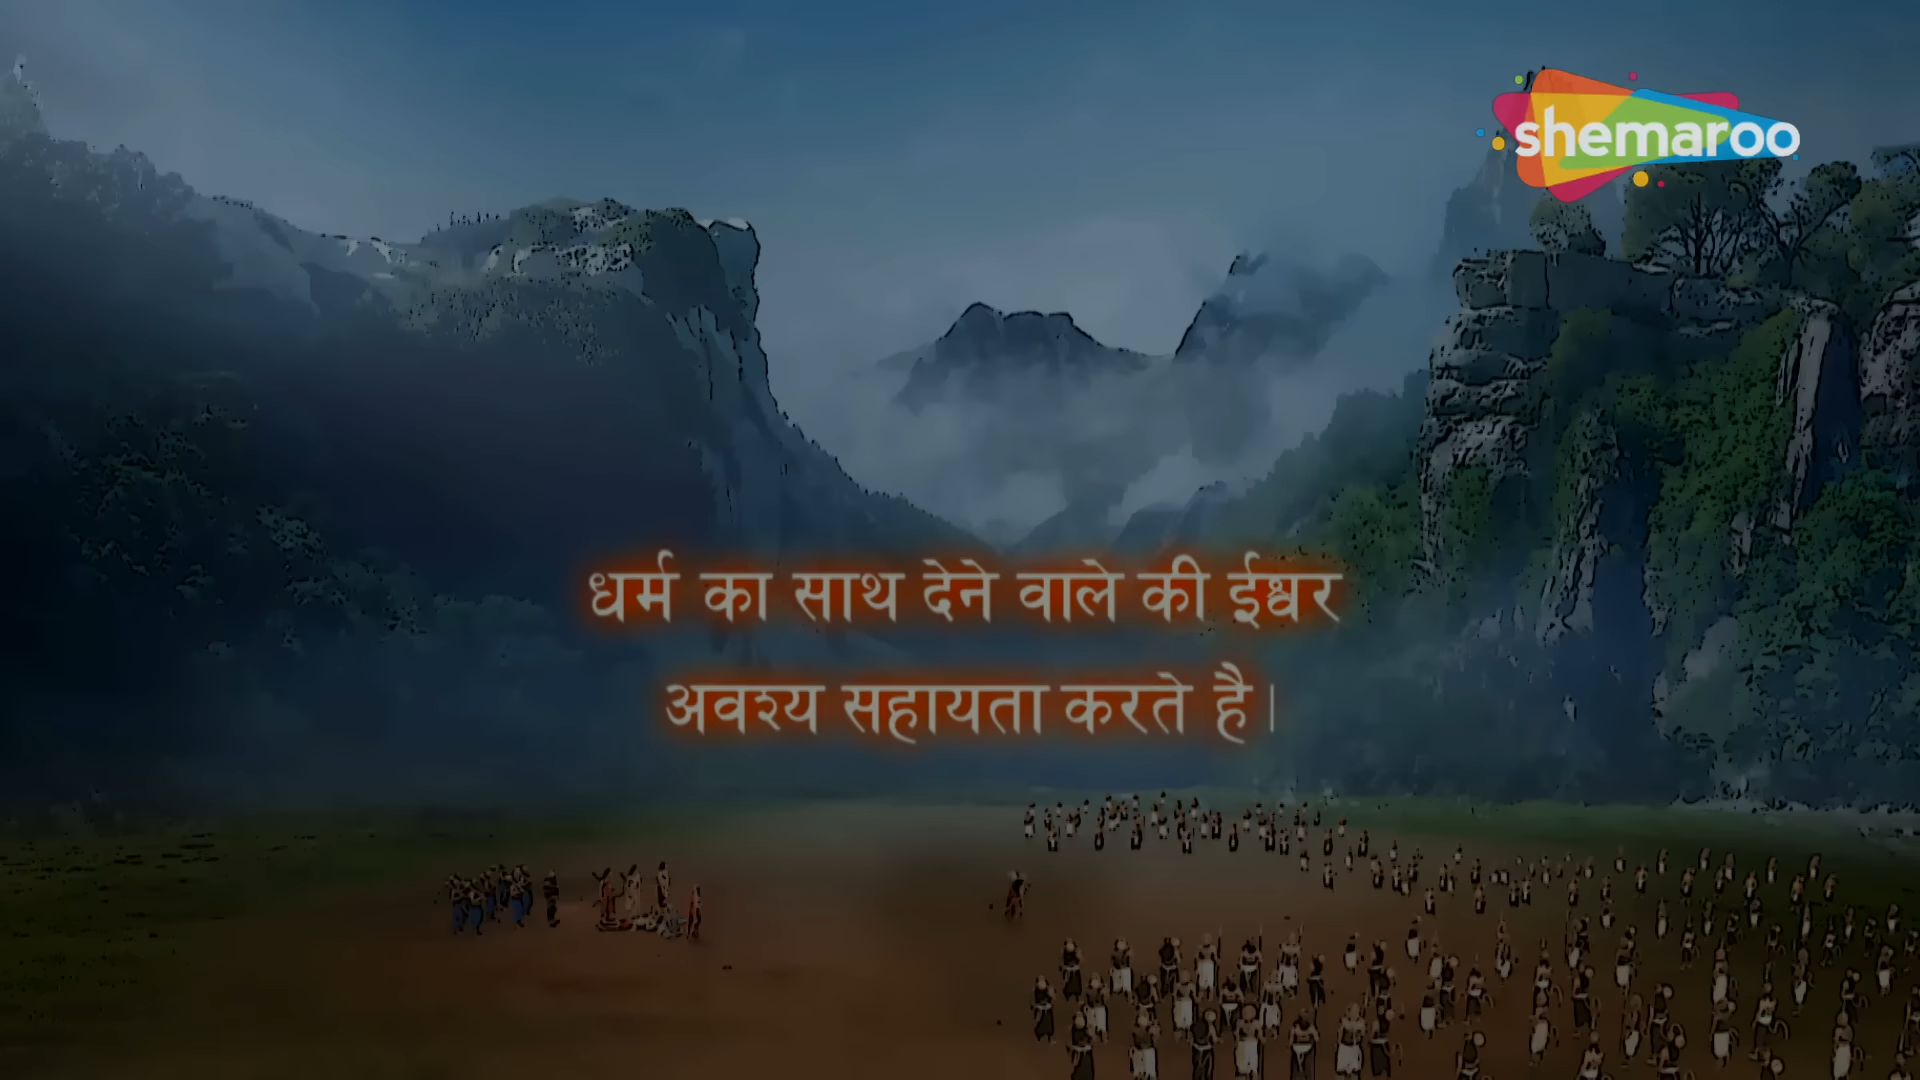 shemaroo
धर्म का साथ देने वाले की ईश्वर
अवश्य सहायता करते है।